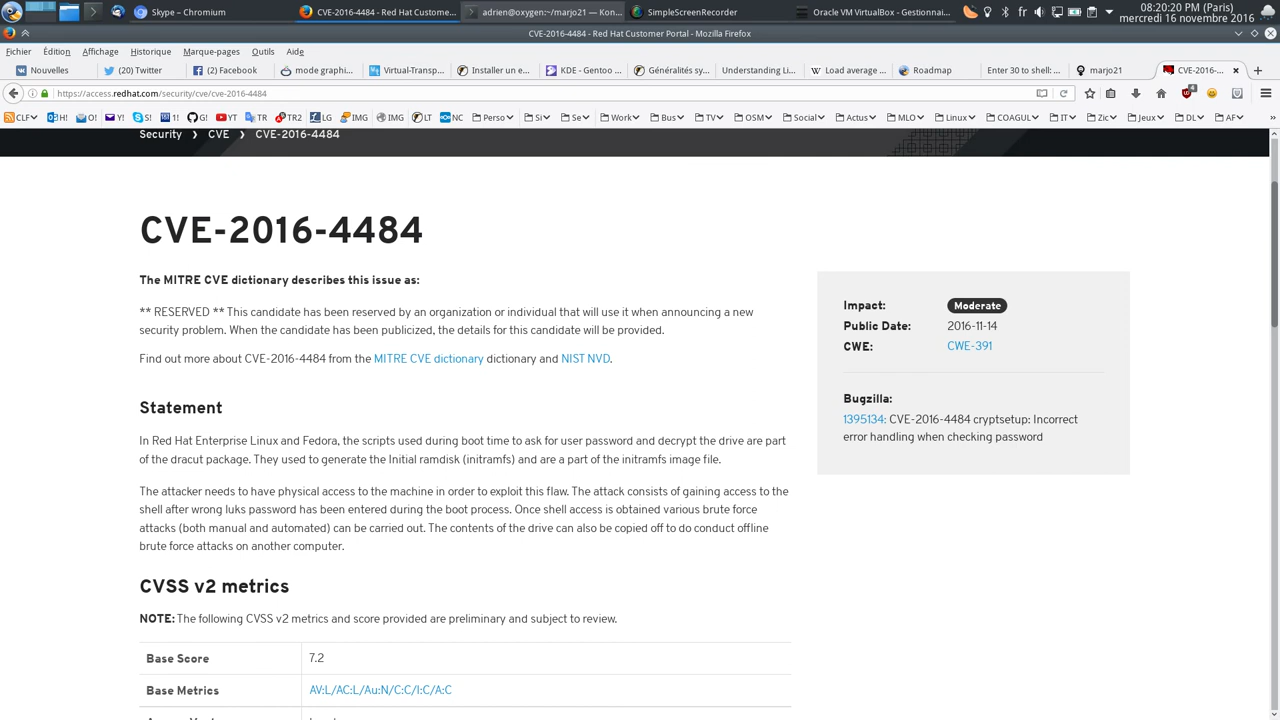 Skype – Chromium
CVE-2016-4484 - Red Hat Custome...
adrien@oxygen:~/marjo21 — Kon...
SimpleScreenRecorder
Oracle VM VirtualBox - Gestionnai...
fr
08:20:20 PM (Paris)
mercredi 16 novembre 2016
CVE-2016-4484 - Red Hat Customer Portal - Mozilla Firefox
Fichier Édition Affichage Historique Marque-pages Outils Aide
Nouvelles
(20) Twitter
(2) Facebook
mode graphi...
Virtual-Transp...
Installer un e...
KDE - Gentoo ...
Généralités sy...
Understanding Li...
Load average ...
Roadmap
Enter 30 to shell: ...
marjo21
CVE-2016-...
https://access.redhat.com/security/cve/cve-2016-4484
CLF H! O! Y! S! 1! G! YT TR TR2 LG IMG IMG LT NC Perso Si Se Work Bus TV OSM Social Actus MLO Linux COAGUL IT Zic Jeux DL AF »
Security > CVE > CVE-2016-4484
CVE-2016-4484
The MITRE CVE dictionary describes this issue as:
** RESERVED ** This candidate has been reserved by an organization or individual that will use it when announcing a new
security problem. When the candidate has been publicized, the details for this candidate will be provided.
Find out more about CVE-2016-4484 from the MITRE CVE dictionary dictionary and NIST NVD.
Statement
In Red Hat Enterprise Linux and Fedora, the scripts used during boot time to ask for user password and decrypt the drive are part
of the dracut package. They used to generate the Initial ramdisk (initramfs) and are a part of the initramfs image file.
The attacker needs to have physical access to the machine in order to exploit this flaw. The attack consists of gaining access to the
shell after wrong luks password has been entered during the boot process. Once shell access is obtained various brute force
attacks (both manual and automated) can be carried out. The contents of the drive can also be copied off to do conduct offline
brute force attacks on another computer.
CVSS v2 metrics
NOTE: The following CVSS v2 metrics and score provided are preliminary and subject to review.
Base Score 7.2
Base Metrics AV:L/AC:L/Au:N/C:C/I:C/A:C
Impact: Moderate
Public Date: 2016-11-14
CWE: CWE-391
Bugzilla:
1395134: CVE-2016-4484 cryptsetup: Incorrect
error handling when checking password